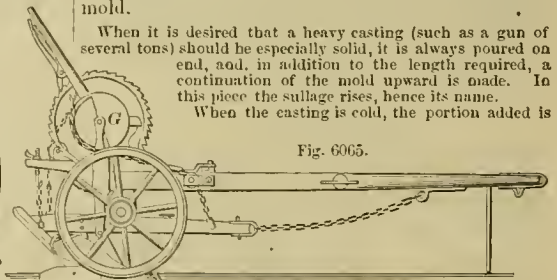 mold.
When it is desired that a heavy casting (such as a gun of
several tons) should be especially solid, it is always poured on
end, and. in addition to the length required, a
continuation of the mold upward is made. In
this piece the sullage rises, hence its name.
When the casting is cold, the portion added is
G
Fig. 6065.